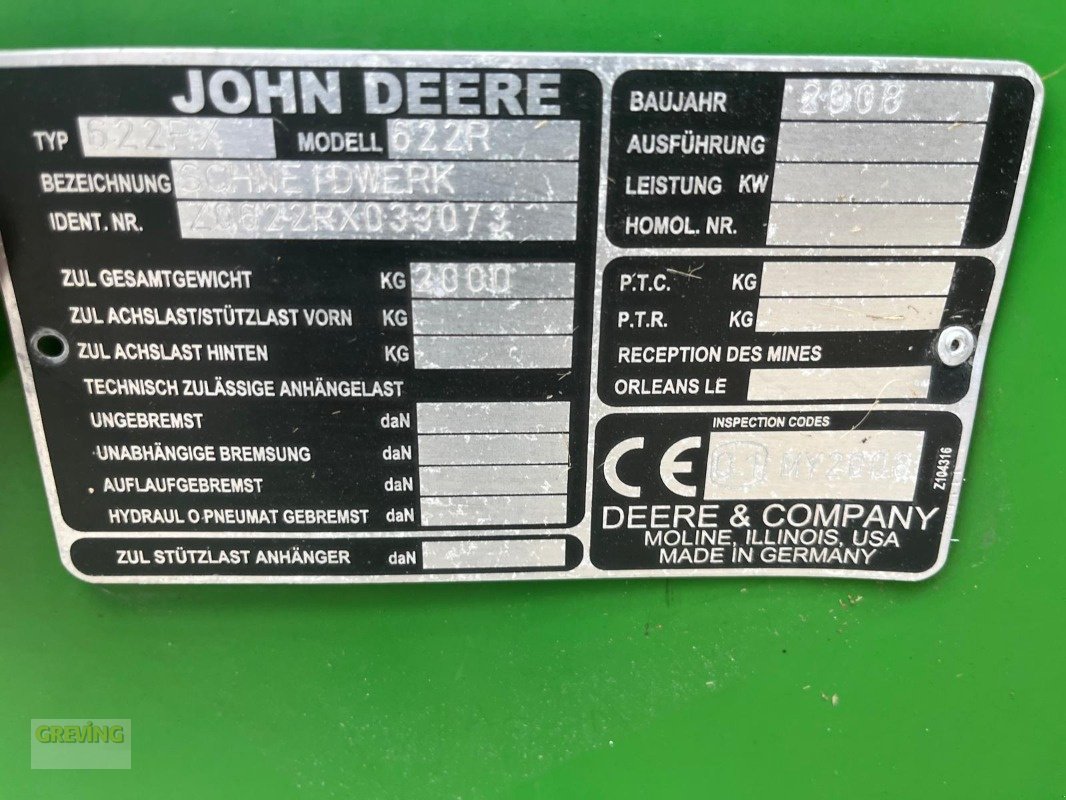 JOHN DEERE
TYP 622RX MODELL 622R
BEZEICHNUNG SCHNEIDWERK
IDENT. NR. Z0622RX033073
ZUL GESAMTGEWICHT KG 2800
ZUL ACHSLAST/STÜTZLAST VORN KG
ZUL ACHSLAST HINTEN KG
TECHNISCH ZULÄSSIGE ANHÄNGELAST
UNGEBREMST daN
UNABHÄNGIGE BREMSUNG daN
AUFLAUFGEBREMST daN
HYDRAUL O PNEUMAT GEBREMST daN
ZUL STÜTZLAST ANHÄNGER daN
BAUJAHR 2008
AUSFÜHRUNG
LEISTUNG KW
HOMOL. NR.
P.T.C. KG
P.T.R. KG
RECEPTION DES MINES
ORLEANS LE
INSPECTION CODES
CE MY2008
Z104316
DEERE & COMPANY
MOLINE, ILLINOIS, USA
MADE IN GERMANY
GREVING